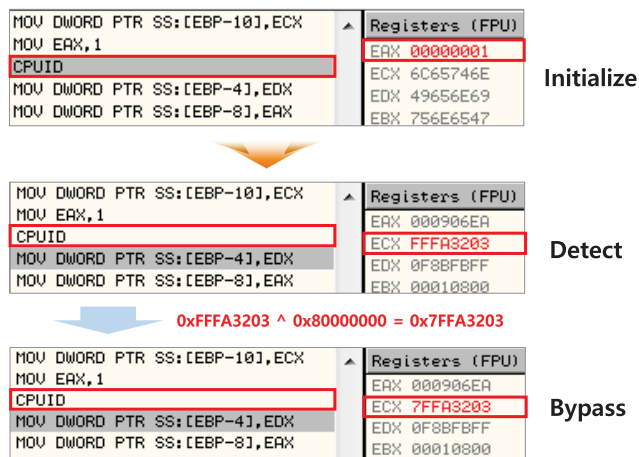 MOV DWORD PTR SS:[EBP-10],ECX
MOV EAX,1
CPUID
MOV DWORD PTR SS:[EBP-4],EDX
MOV DWORD PTR SS:[EBP-8],EAX
Registers (FPU)
EAX 00000001
ECX 6C65746E
EDX 49656E69
EBX 756E6547
Initialize
MOV DWORD PTR SS:[EBP-10],ECX
MOV EAX,1
CPUID
MOV DWORD PTR SS:[EBP-4],EDX
MOV DWORD PTR SS:[EBP-8],EAX
Registers (FPU)
EAX 000906EA
ECX FFFA3203
EDX 0F8BFBFF
EBX 00010800
Detect
0xFFFA3203 ^ 0x80000000 = 0x7FFA3203
MOV DWORD PTR SS:[EBP-10],ECX
MOV EAX,1
CPUID
MOV DWORD PTR SS:[EBP-4],EDX
MOV DWORD PTR SS:[EBP-8],EAX
Registers (FPU)
EAX 000906EA
ECX 7FFA3203
EDX 0F8BFBFF
EBX 00010800
Bypass